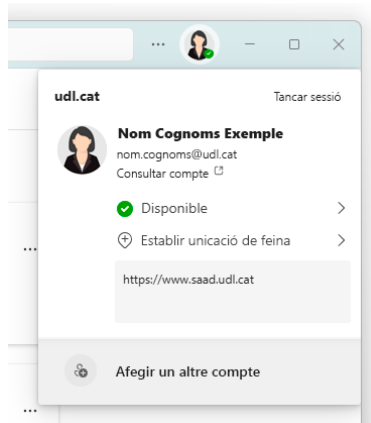 udl.cat
Tancar sessió
Nom Cognoms Exemple
nom.cognoms@udl.cat
Consultar compte
Disponible
Establir unicació de feina
https://www.saad.udl.cat
Afegir un altre compte